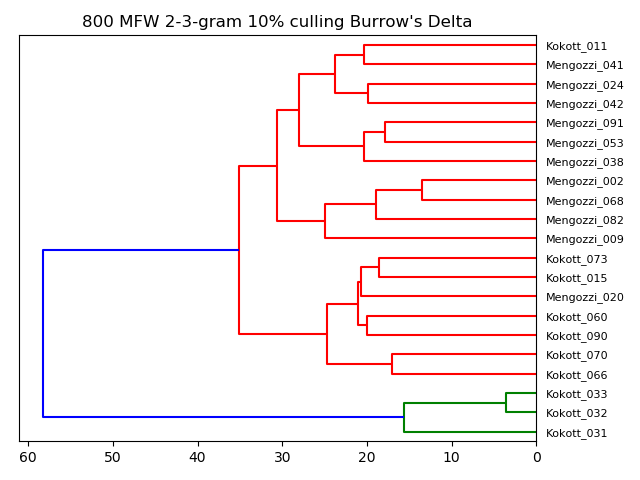 800 MFW 2-3-gram 10% culling Burrow's Delta
Kokott_011
Mengozzi_041
Mengozzi_024
Mengozzi_042
Mengozzi_091
Mengozzi_053
Mengozzi_038
Mengozzi_002
Mengozzi_068
Mengozzi_082
Mengozzi_009
Kokott_073
Kokott_015
Mengozzi_020
Kokott_060
Kokott_090
Kokott_070
Kokott_066
Kokott_033
Kokott_032
Kokott_031
60 50 40 30 20 10 0